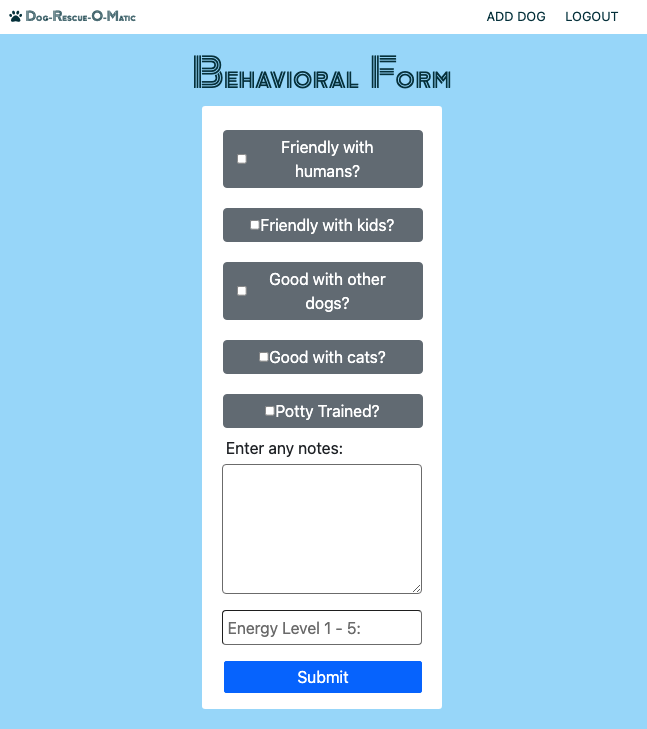 Dog-Rescue-O-Matic
ADD DOG
LOGOUT
Behavioral Form
Friendly with
humans?
Friendly with kids?
Good with other
dogs?
Good with cats?
Potty Trained?
Enter any notes:
Energy Level 1 - 5:
Submit